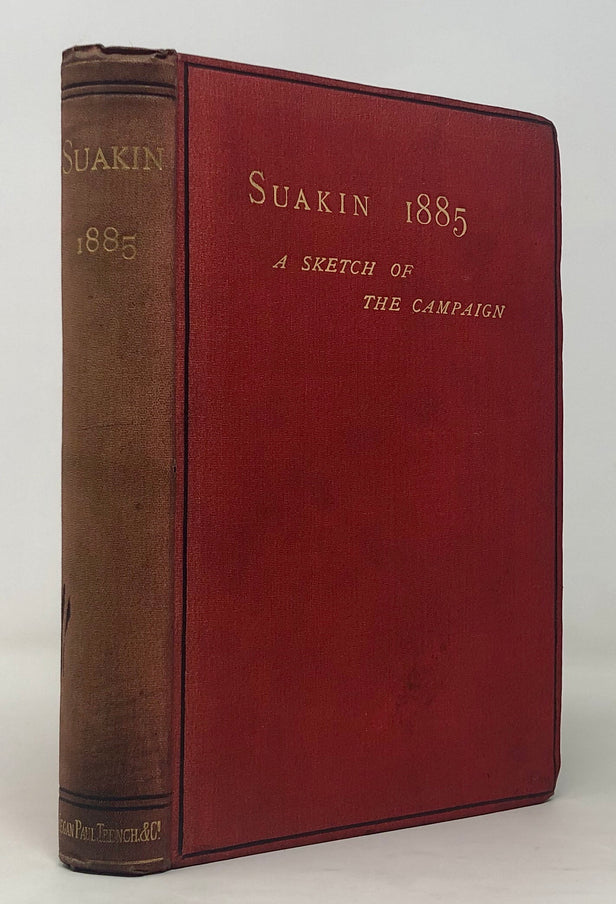 SUAKIN
1885
KEGAN PAUL, TRENCH, & Co.
SUAKIN 1885
A SKETCH OF
THE CAMPAIGN